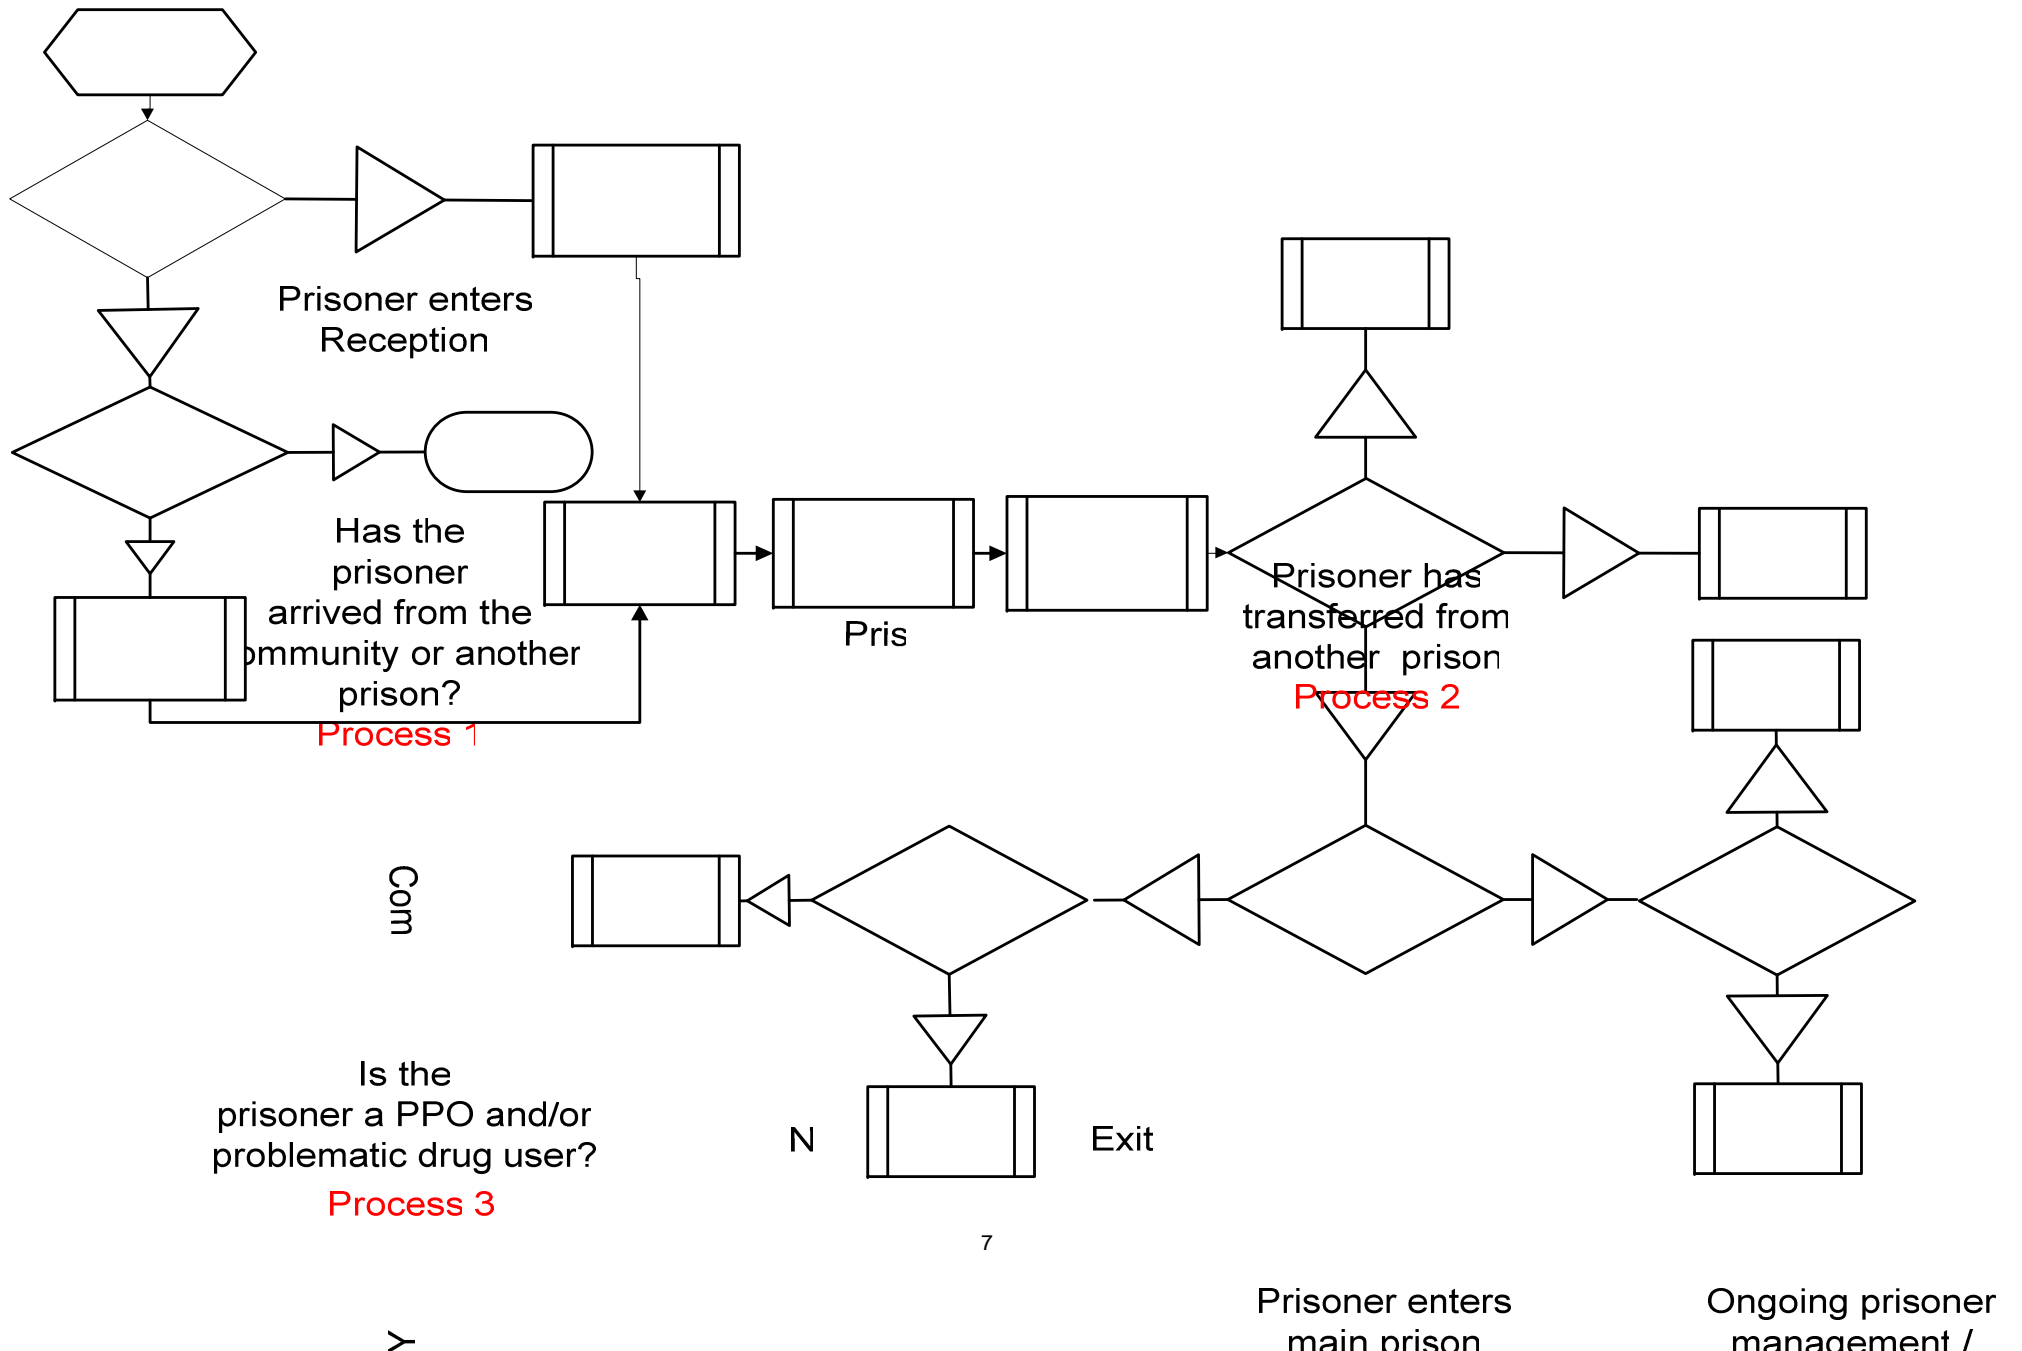 Prisoner enters
Reception
Has the
prisoner
arrived from the
ommunity or another
prison?
Process 1
Pris
Prisoner has
transferred from
another prison
Process 2
Com
Is the
prisoner a PPO and/or
problematic drug user?
Process 3
N
Exit
7
Y
Prisoner enters
main prison
Ongoing prisoner
management /